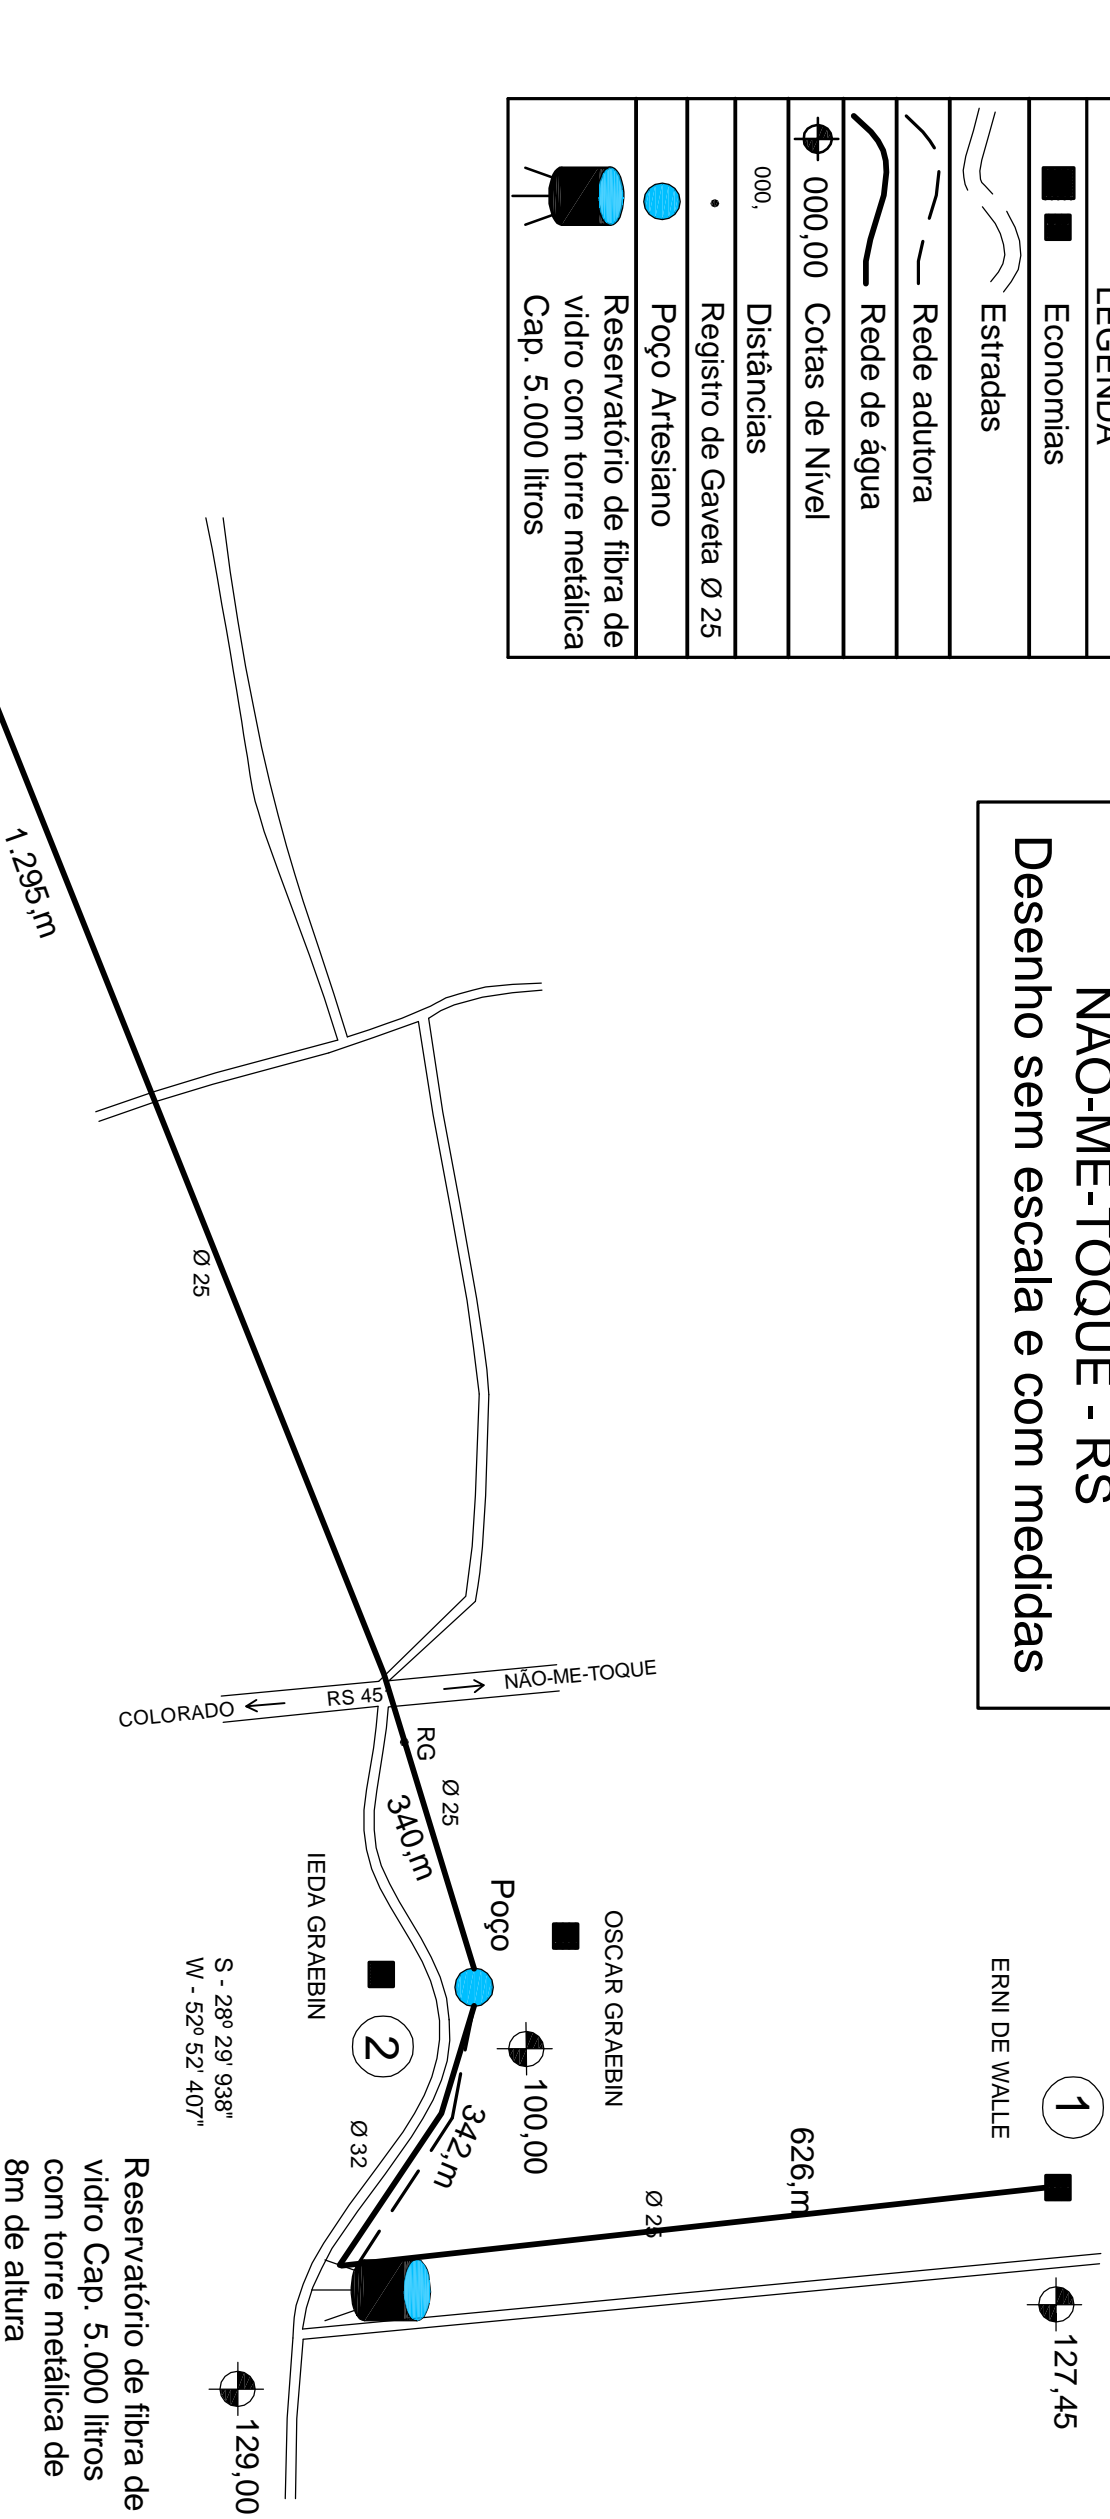 LEGENDA
Economias
Estradas
Rede adutora
Rede de água
000,00 Cotas de Nível
000, Distâncias
Registro de Gaveta Ø 25
Poço Artesiano
Reservatório de fibra de
vidro com torre metálica
Cap. 5.000 litros
NÃO-ME-TOQUE - RS
Desenho sem escala e com medidas
1
ERNI DE WALLE
127,45
626,m
Ø 25
OSCAR GRAEBIN
100,00
Poço
342,m
NÃO-ME-TOQUE
RS 45
COLORADO
RG
Ø 25
340,m
2
IEDA GRAEBIN
Ø 32
S - 28º 29' 938"
W - 52º 52' 407"
129,00
Ø 25
1.295,m
Reservatório de fibra de
vidro Cap. 5.000 litros
com torre metálica de
8m de altura